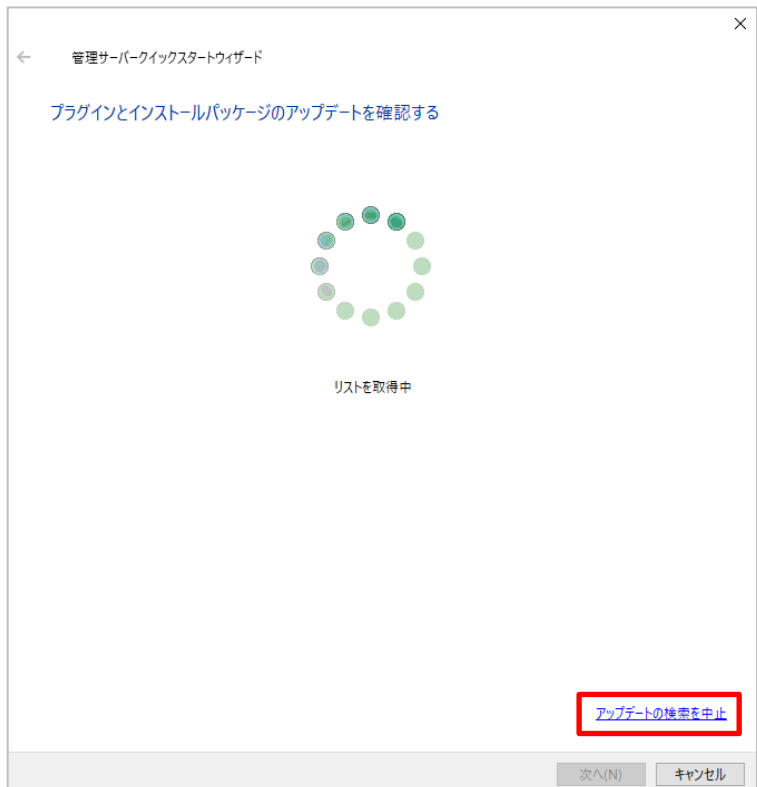 管理サーバークイックスタートウィザード
プラグインとインストールパッケージのアップデートを確認する
リストを取得中
アップデートの検索を中止
次へ(N)
キャンセル